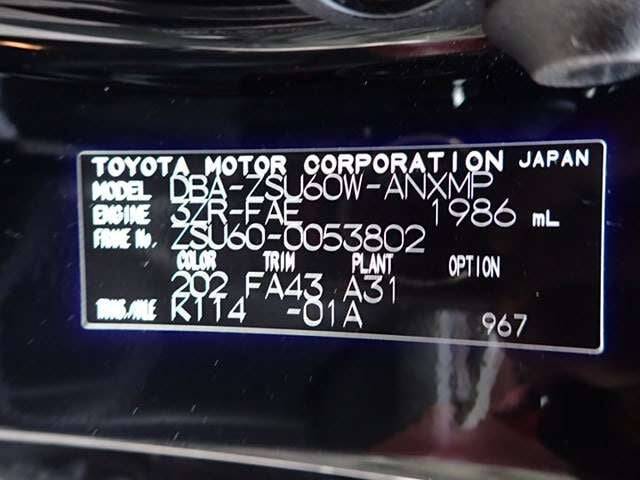 TOYOTA MOTOR CORPORATION JAPAN
MODEL DBA-ZSU60W-ANXMP
ENGINE 3ZR-FAE 1986 mL
FRAME No. ZSU60-0053802
COLOR TRIM PLANT OPTION
202 FA43 A31
TRANS./AXLE K114 -01A 967